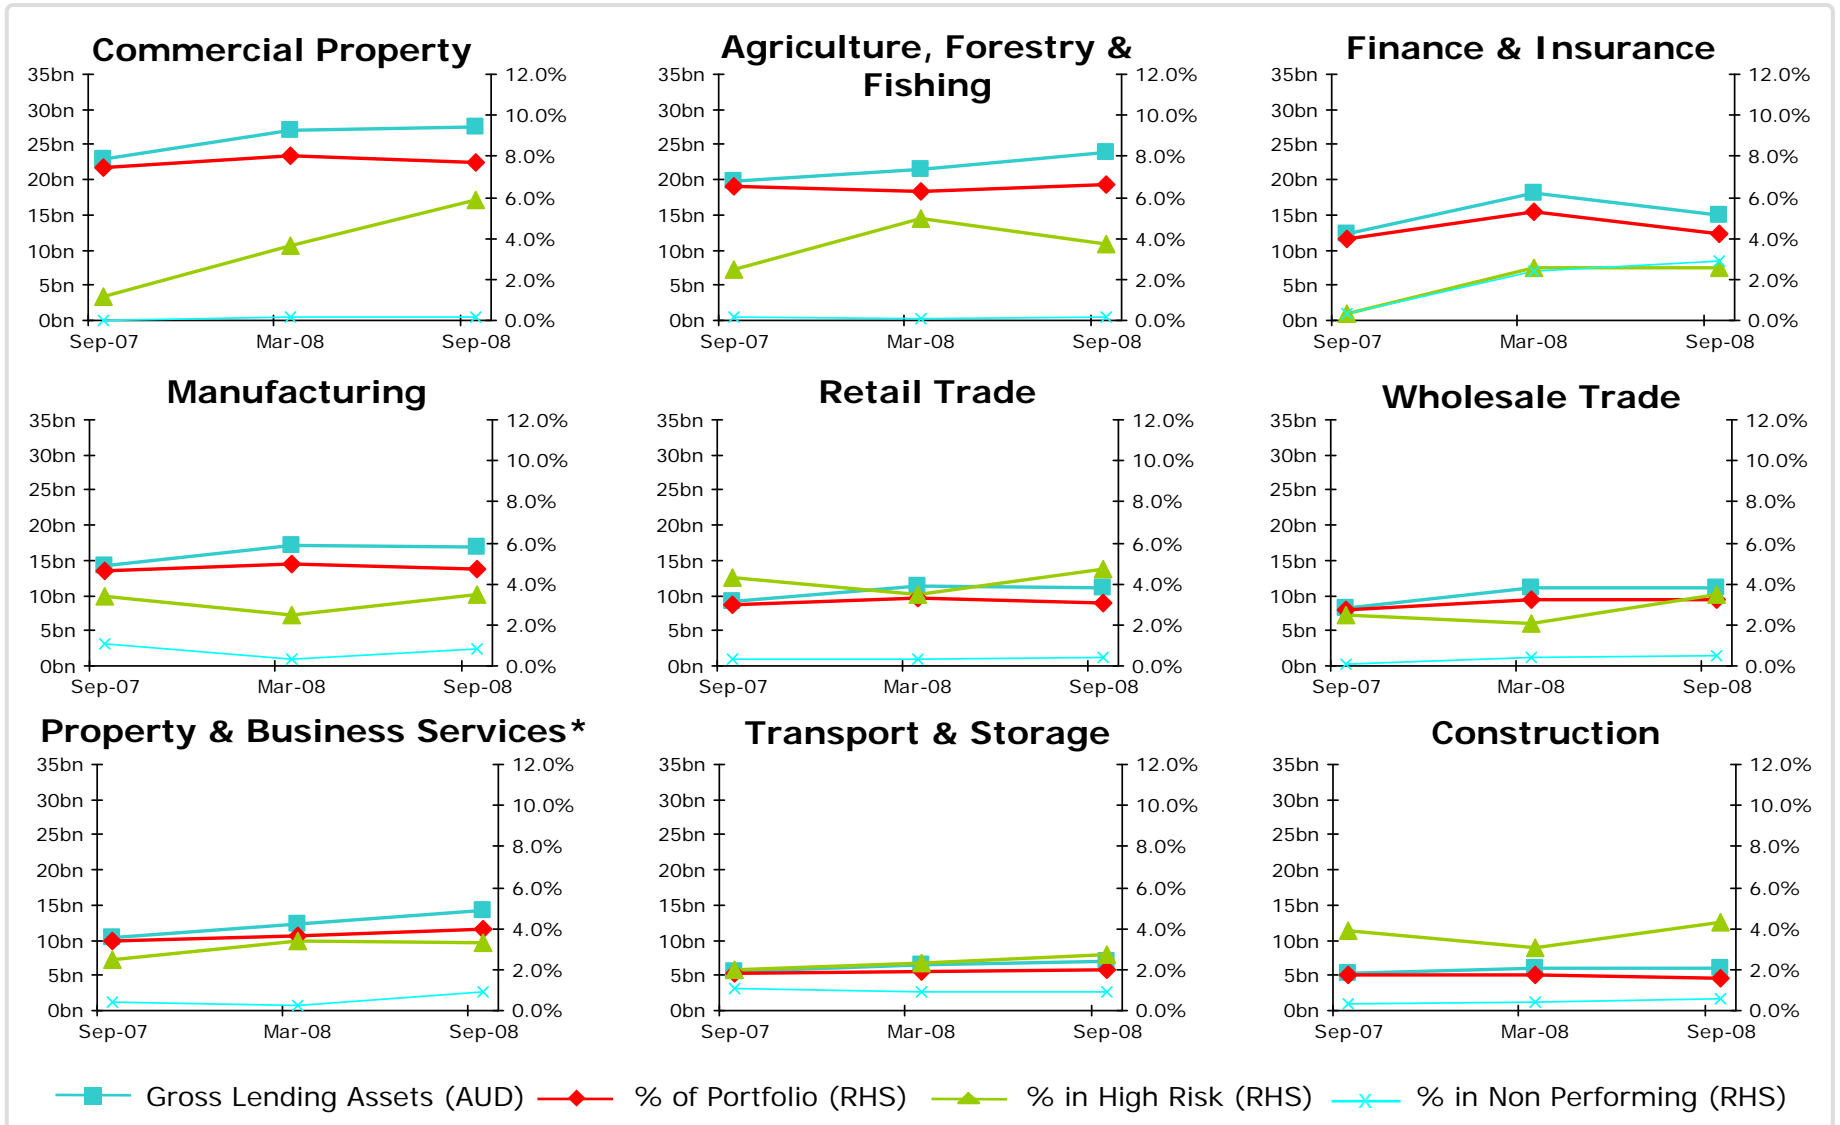 Commercial Property
35bn
30bn
25bn
20bn
15bn
10bn
5bn
0bn
12.0%
10.0%
8.0%
6.0%
4.0%
2.0%
0.0%
Sep-07 Mar-08 Sep-08
Agriculture, Forestry &
Fishing
35bn
30bn
25bn
20bn
15bn
10bn
5bn
0bn
12.0%
10.0%
8.0%
6.0%
4.0%
2.0%
0.0%
Sep-07 Mar-08 Sep-08
Finance & Insurance
35bn
30bn
25bn
20bn
15bn
10bn
5bn
0bn
12.0%
10.0%
8.0%
6.0%
4.0%
2.0%
0.0%
Sep-07 Mar-08 Sep-08
Manufacturing
35bn
30bn
25bn
20bn
15bn
10bn
5bn
0bn
12.0%
10.0%
8.0%
6.0%
4.0%
2.0%
0.0%
Sep-07 Mar-08 Sep-08
Retail Trade
35bn
30bn
25bn
20bn
15bn
10bn
5bn
0bn
12.0%
10.0%
8.0%
6.0%
4.0%
2.0%
0.0%
Sep-07 Mar-08 Sep-08
Wholesale Trade
35bn
30bn
25bn
20bn
15bn
10bn
5bn
0bn
12.0%
10.0%
8.0%
6.0%
4.0%
2.0%
0.0%
Sep-07 Mar-08 Sep-08
Property & Business Services*
35bn
30bn
25bn
20bn
15bn
10bn
5bn
0bn
12.0%
10.0%
8.0%
6.0%
4.0%
2.0%
0.0%
Sep-07 Mar-08 Sep-08
Transport & Storage
35bn
30bn
25bn
20bn
15bn
10bn
5bn
0bn
12.0%
10.0%
8.0%
6.0%
4.0%
2.0%
0.0%
Sep-07 Mar-08 Sep-08
Construction
35bn
30bn
25bn
20bn
15bn
10bn
5bn
0bn
12.0%
10.0%
8.0%
6.0%
4.0%
2.0%
0.0%
Sep-07 Mar-08 Sep-08
Gross Lending Assets (AUD) % of Portfolio (RHS) % in High Risk (RHS) % in Non Performing (RHS)